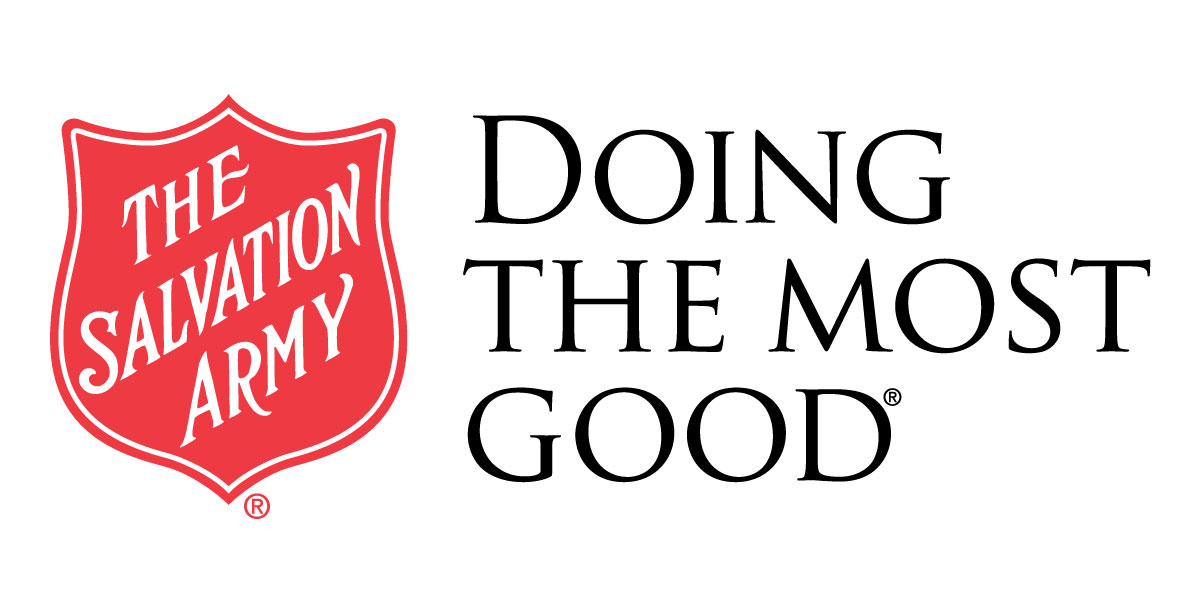 THE
SALVATION
ARMY
®
DOING
THE MOST
GOOD®